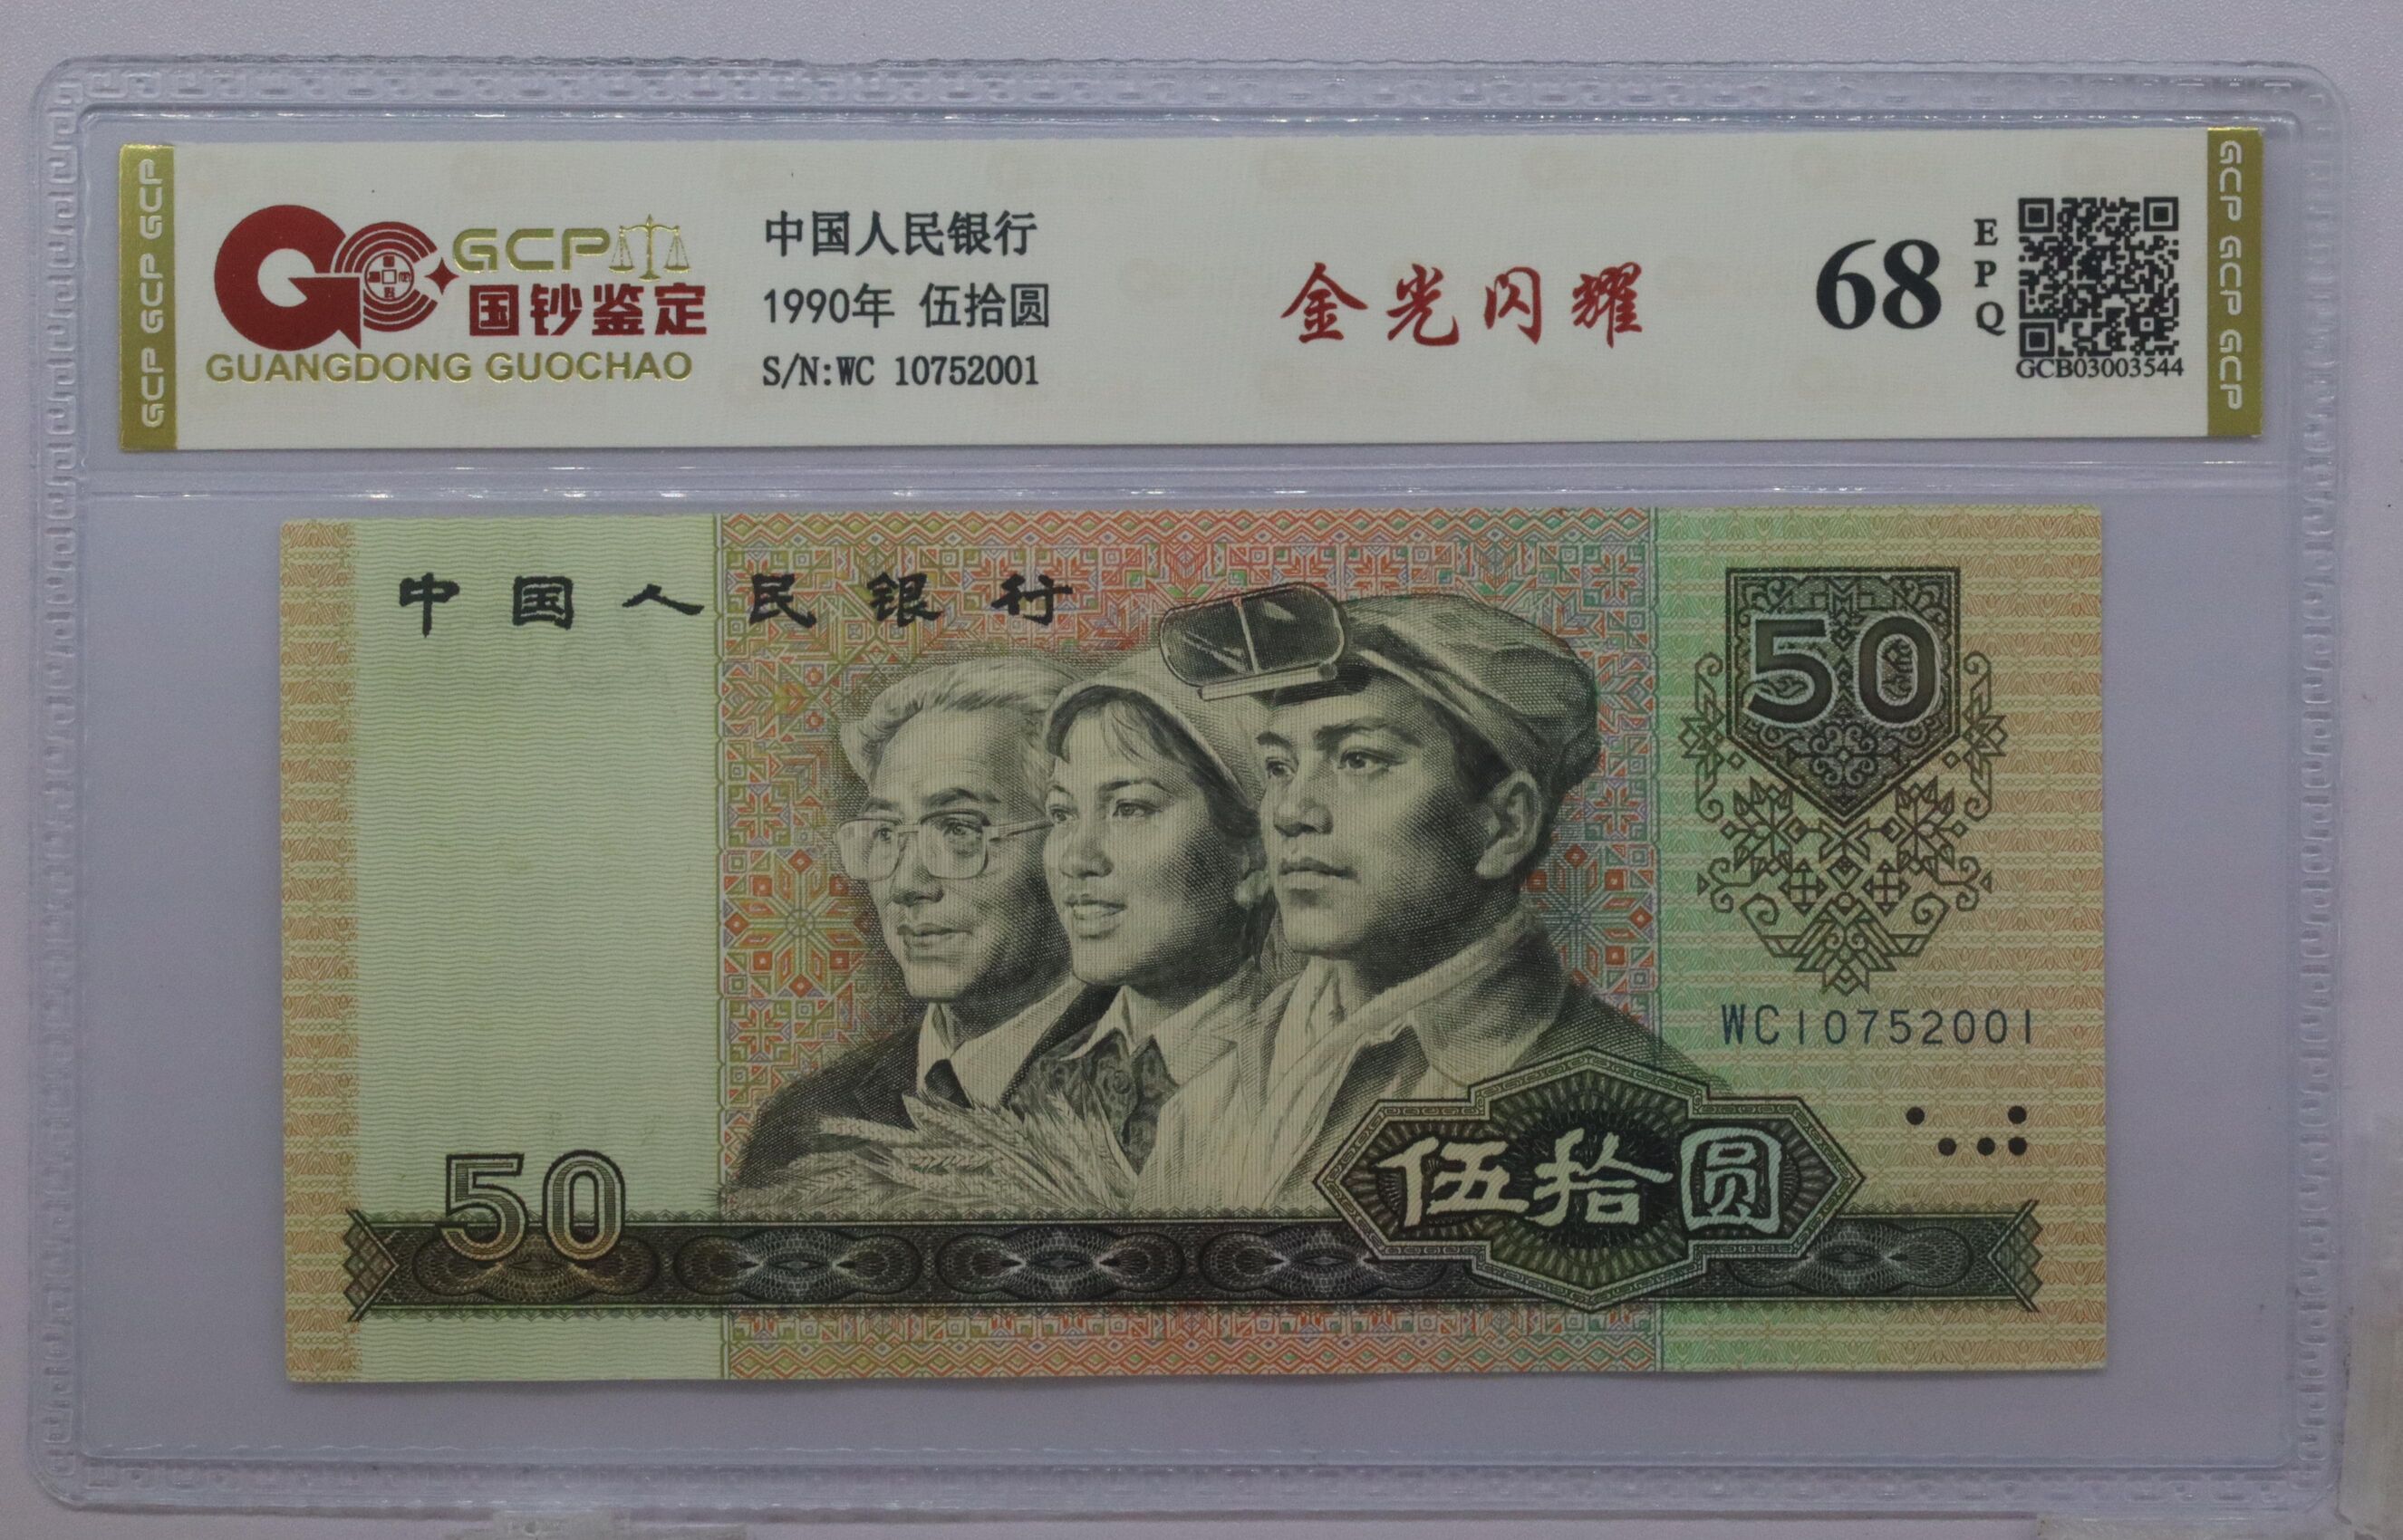 GCP GCP GCP
GCP
国钞鉴定
GUANGDONG GUOCHAO
中国人民银行
1990年 伍拾圆
S/N:WC 10752001
金光闪耀
68
EPQ
GCB03003544
GCP GCP GCP
中国人民银行
50
WC10752001
50
伍拾圆